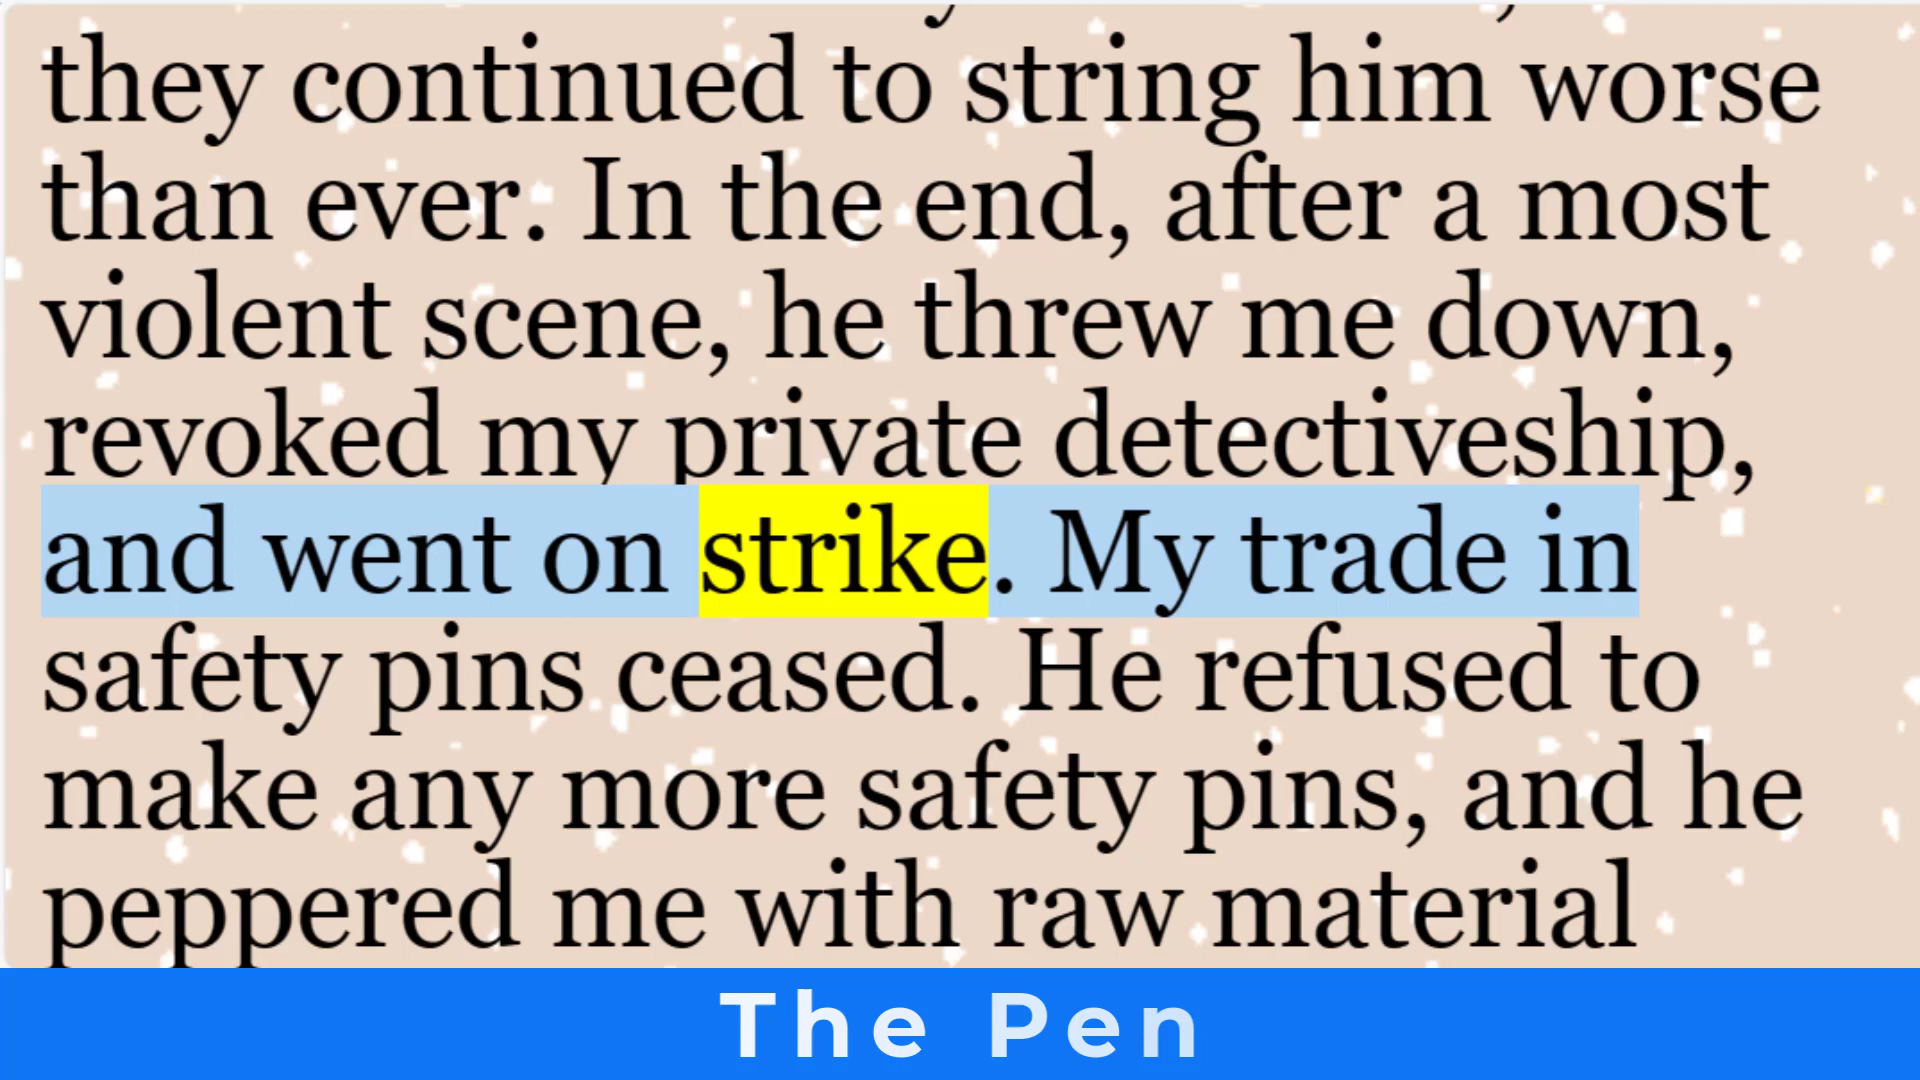 they continued to string him worse
than ever. In the end, after a most
violent scene, he threw me down,
revoked my private detectiveship,
and went on strike. My trade in
safety pins ceased. He refused to
make any more safety pins, and he
peppered me with raw material
The Pen